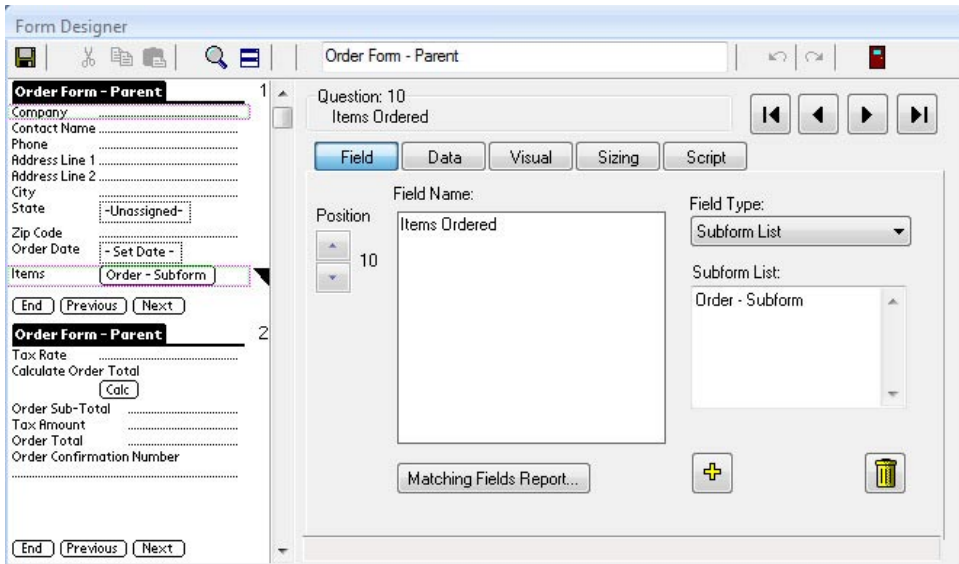 Form Designer
Order Form - Parent
Order Form - Parent 1
Company
Contact Name
Phone
Address Line 1
Address Line 2
City
State -Unassigned-
Zip Code
Order Date - Set Date -
Items Order - Subform
End Previous Next
Order Form - Parent 2
Tax Rate
Calculate Order Total
Calc
Order Sub-Total
Tax Amount
Order Total
Order Confirmation Number
End Previous Next
Question: 10
Items Ordered
Field Data Visual Sizing Script
Position
10
Field Name:
Items Ordered
Matching Fields Report...
Field Type:
Subform List
Subform List:
Order - Subform